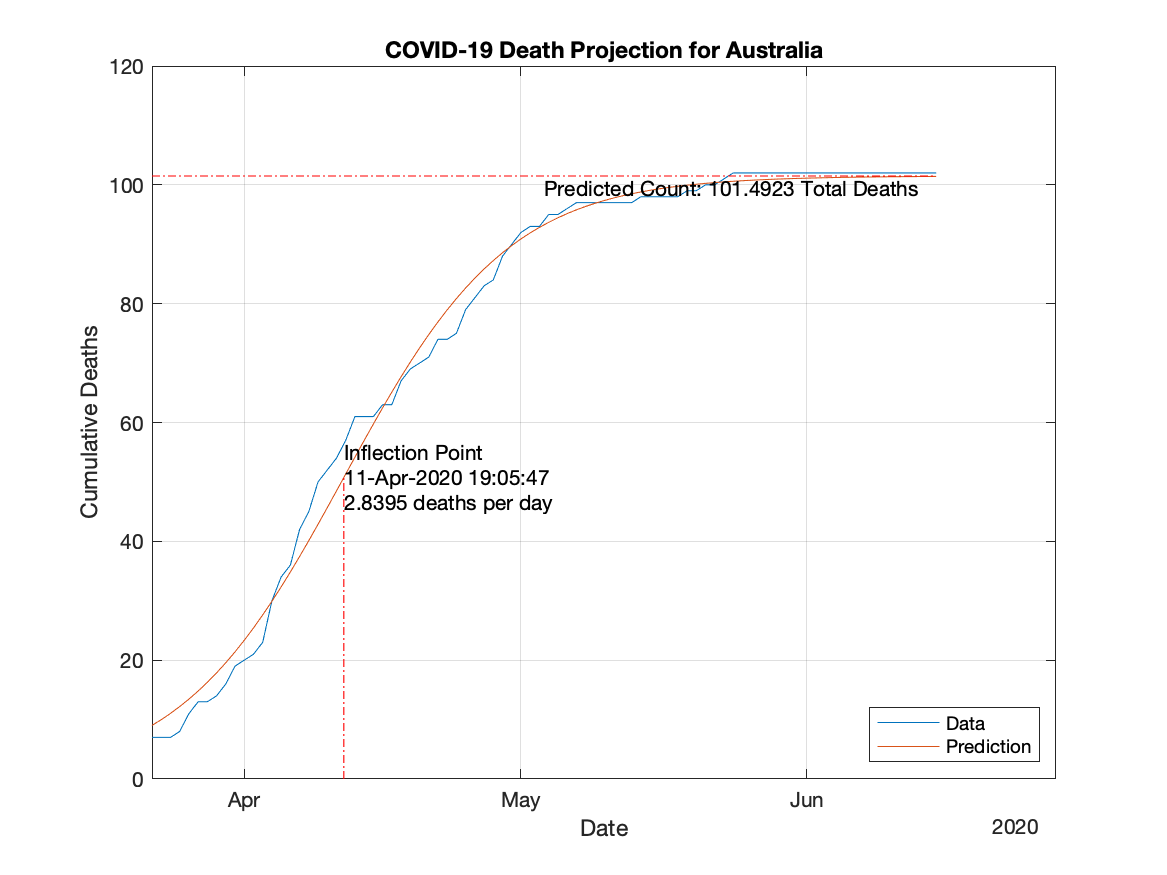 COVID-19 Death Projection for Australia
120
100
80
60
40
20
0
Cumulative Deaths
Predicted Count: 101.4923 Total Deaths
Inflection Point
11-Apr-2020 19:05:47
2.8395 deaths per day
Data
Prediction
Apr
May
Jun
Date
2020